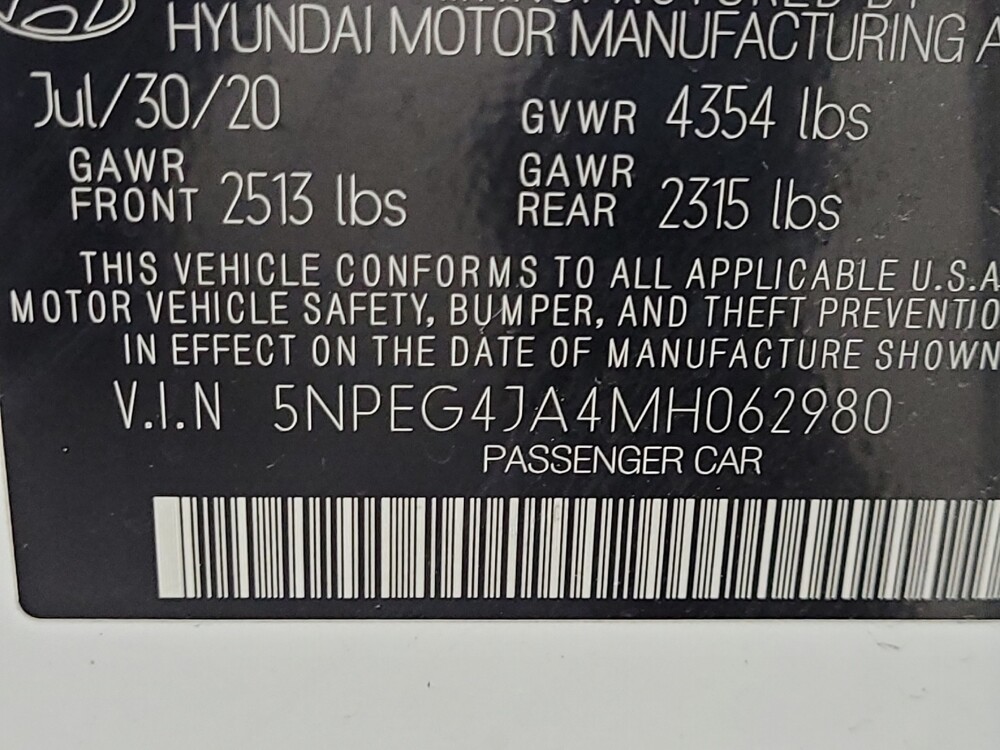 HYUNDAI MOTOR MANUFACTURING A
Jul/30/20 GVWR 4354 lbs
GAWR FRONT 2513 lbs GAWR REAR 2315 lbs
THIS VEHICLE CONFORMS TO ALL APPLICABLE U.S.A
MOTOR VEHICLE SAFETY, BUMPER, AND THEFT PREVENTIO
IN EFFECT ON THE DATE OF MANUFACTURE SHOWN
V.I.N 5NPEG4JA4MH062980
PASSENGER CAR